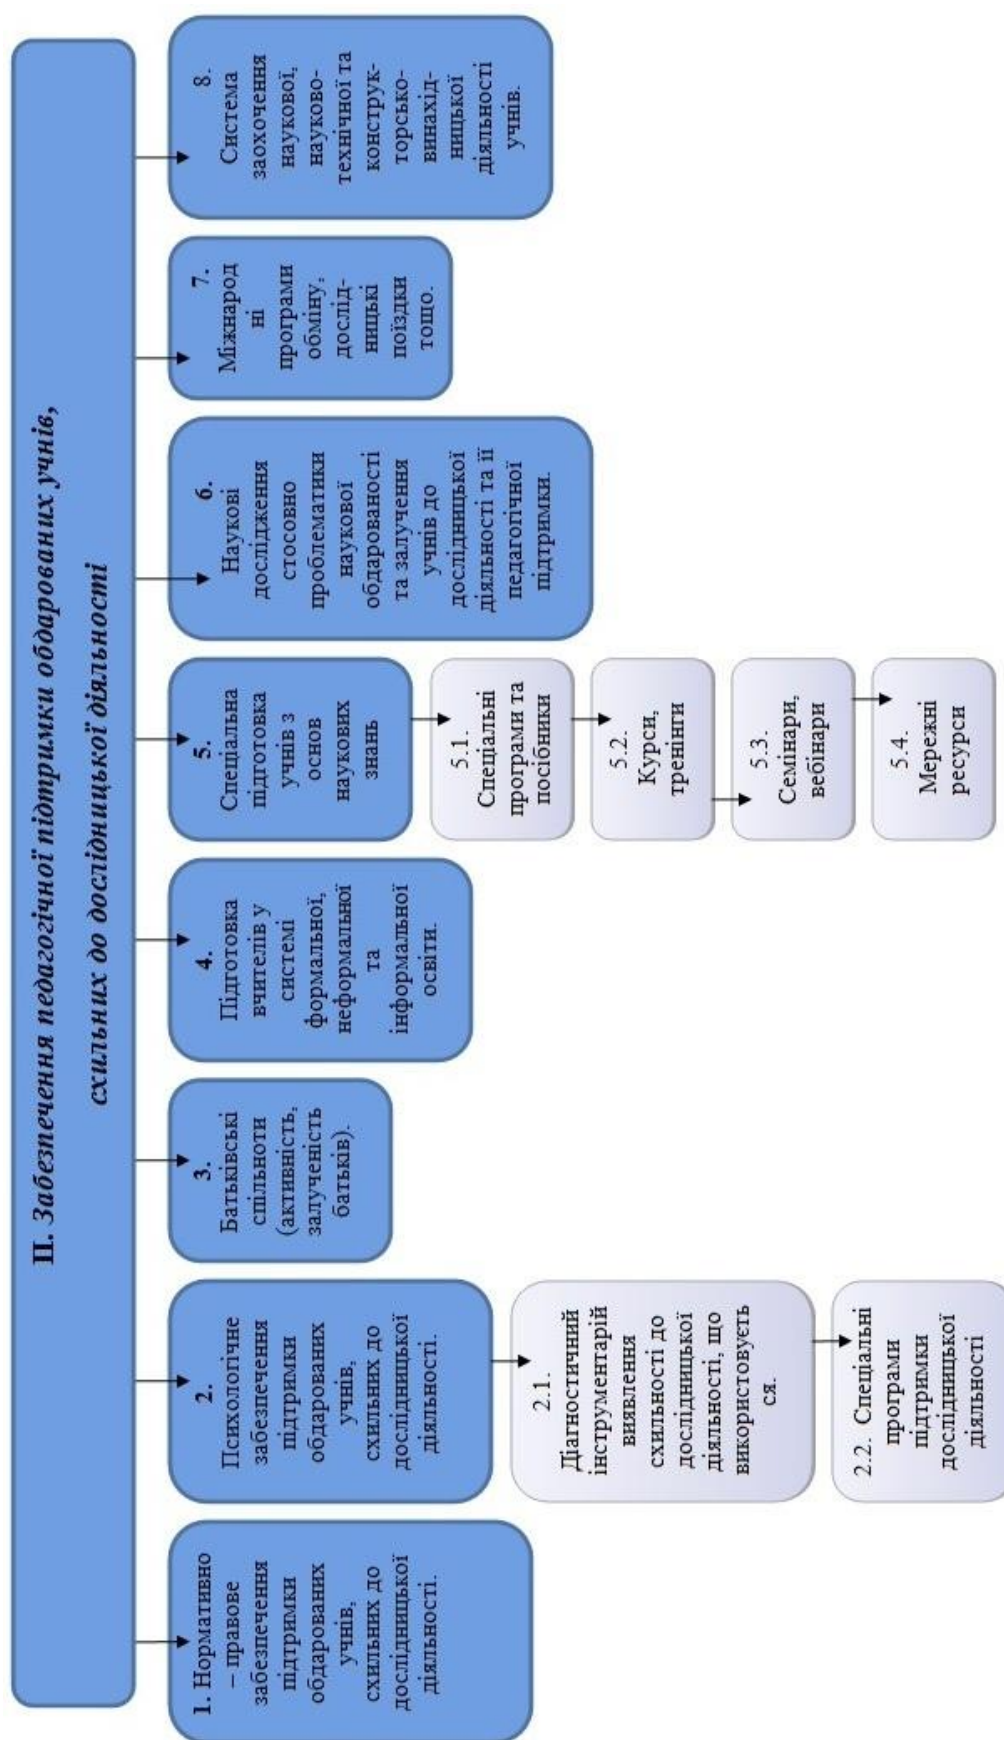 II. Забезпечення педагогічної підтримки обдарованих учнів,
схильних до дослідницької діяльності
1. Нормативно
– правове
забезпечення
підтримки
обдарованих
учнів,
схильних до
дослідницької
діяльності.
2.
Психологічне
забезпечення
підтримки
обдарованих
учнів,
схильних до
дослідницької
діяльності.
2.1.
Діагностичний
інструментарій
виявлення
схильності до
дослідницької
діяльності, що
використовуєть
ся.
2.2. Спеціальні
програми
підтримки
дослідницької
діяльності
3.
Батьківські
спільноти
(активність,
залученість
батьків).
4.
Підготовка
вчителів у
системі
формальної,
неформальної
та
інформальної
освіти.
5.
Спеціальна
підготовка
учнів з
основ
наукових
знань
5.1.
Спеціальні
програми та
посібники
5.2.
Курси,
тренінги
5.3.
Семінари,
вебінари
5.4.
Мережні
ресурси
6.
Наукові
дослідження
стосовно
проблематики
наукової
обдарованості
та залучення
учнів до
дослідницької
діяльності та її
педагогічної
підтримки.
7.
Міжнарод
ні
програми
обміну,
дослід-
ницькі
поїздки
тощо.
8.
Система
заохочення
наукової,
науково-
технічної та
конструк-
торсько-
винахід-
ницької
діяльності
учнів.